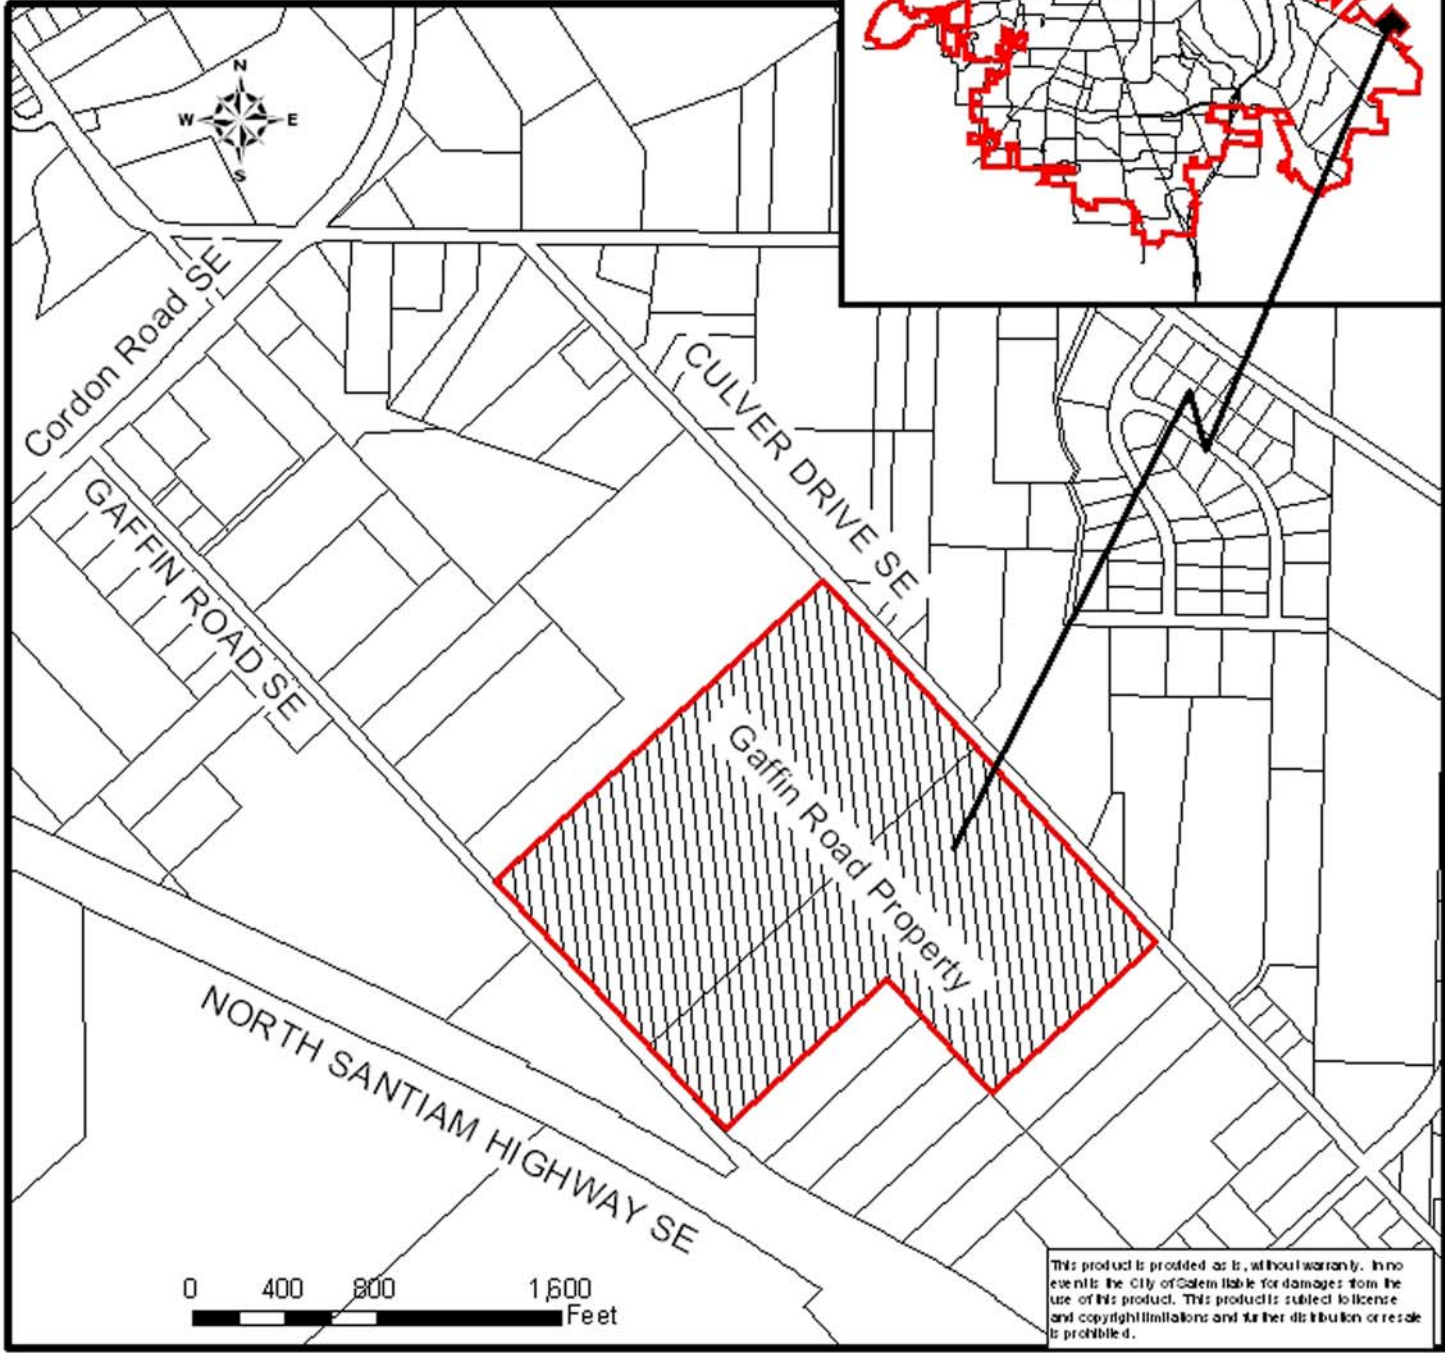 N
W E
S
Cordon Road SE
CULVER DRIVE SE
GAFFIN ROAD SE
Gaffin Road Property
NORTH SANTIAM HIGHWAY SE
0 400 800 1,600
Feet
This product is provided as is, without warranty. In no
event is the City of Salem liable for damages from the
use of this product. This product is subject to license
and copyright limitations and further distribution or resale
is prohibited.